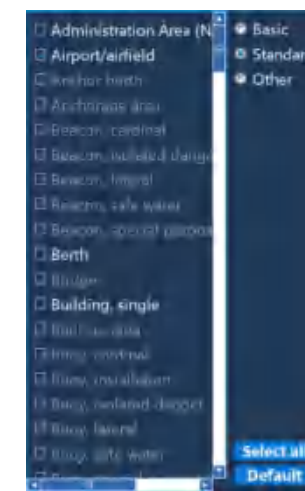 Administration Area (N
Airport/airfield
Anchor berth
Anchorage area
Beacon, cardinal
Beacon, isolated dange
Beacon, lateral
Beacon, safe water
Beacon, special purpos
Berth
Bridge
Building, single
Built-up area
Buoy, cardinal
Buoy, installation
Buoy, isolated danger
Buoy, lateral
Buoy, safe water
Basic
Standar
Other
Select all
Default